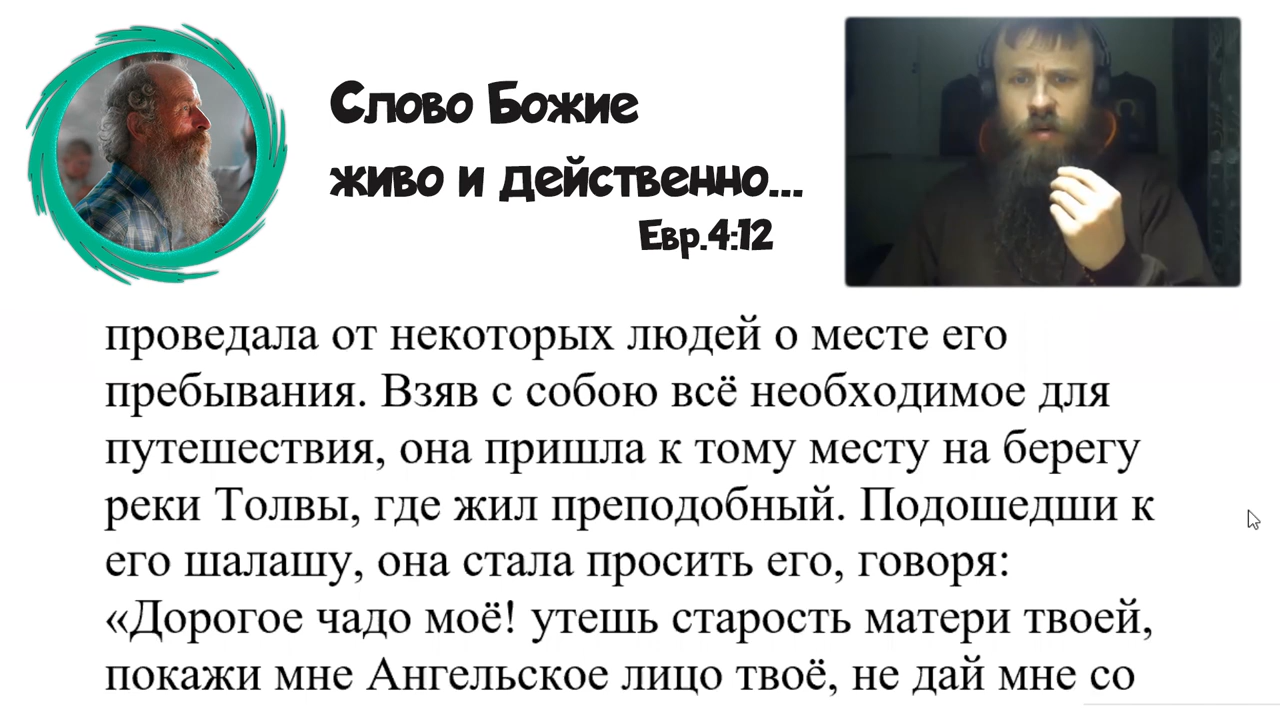 Слово Божие
живо и действенно...
Евр.4:12
проведала от некоторых людей о месте его
пребывания. Взяв с собою всё необходимое для
путешествия, она пришла к тому месту на берегу
реки Толвы, где жил преподобный. Подошедши к
его шалашу, она стала просить его, говоря:
«Дорогое чадо моё! утешь старость матери твоей,
покажи мне Ангельское лицо твоё, не дай мне со